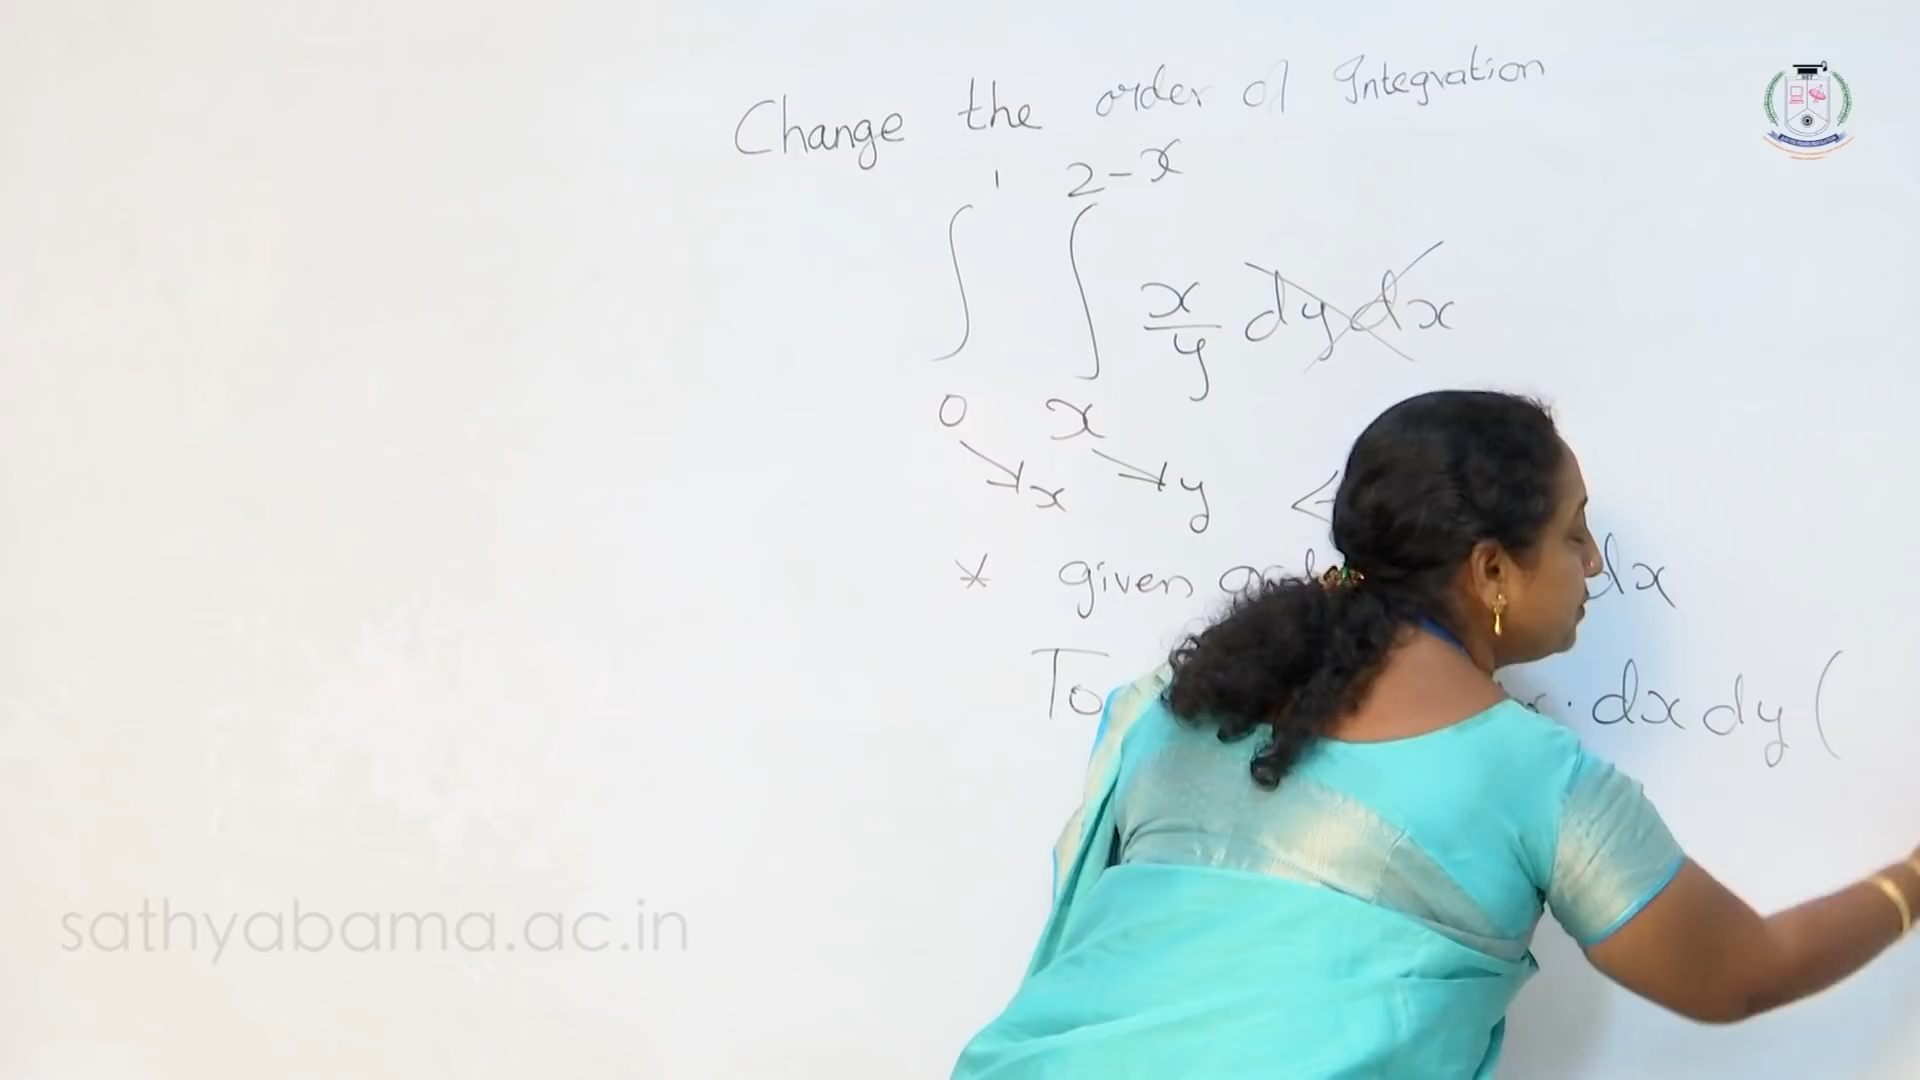 Change the order of Integration
1 2-x
∫ ∫ x/y dy dx
0 x
x y
* given dx
To dx dy (
sathyabama.ac.in